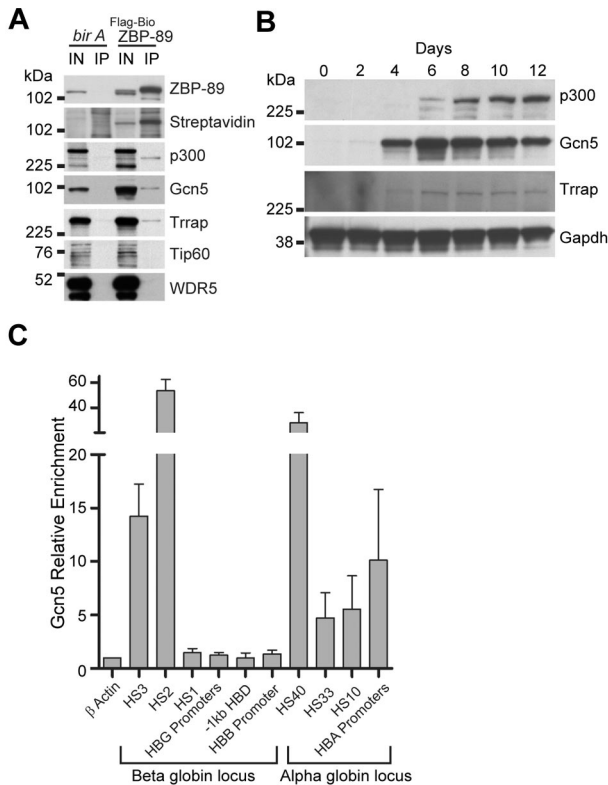 A
bir A
Flag-Bio
ZBP-89
IN IP IN IP
kDa
102
ZBP-89
102
Streptavidin
225
p300
102
Gcn5
225
Trrap
76
Tip60
52
WDR5
B
Days
0 2 4 6 8 10 12
kDa
225
p300
102
Gcn5
225
Trrap
38
Gapdh
C
Gcn5 Relative Enrichment
60
40
20
15
10
5
0
β Actin
HS3
HS2
HS1
HBG Promoters
-1kb HBD
HBB Promoter
HS40
HS33
HS10
HBA Promoters
Beta globin locus
Alpha globin locus